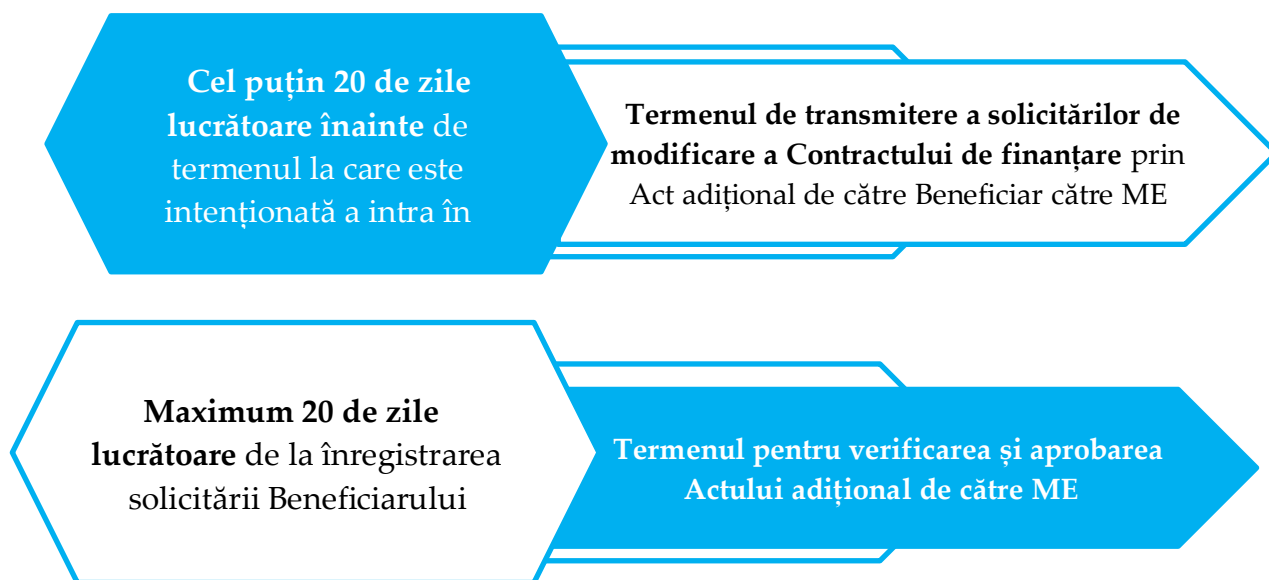 Cel puțin 20 de zile
lucrătoare înainte de
termenul la care este
intenționată a intra în
Termenul de transmitere a solicitărilor de
modificare a Contractului de finanțare prin
Act adițional de către Beneficiar către ME
Maximum 20 de zile
lucrătoare de la înregistrarea
solicitării Beneficiarului
Termenul pentru verificarea și aprobarea
Actului adițional de către ME